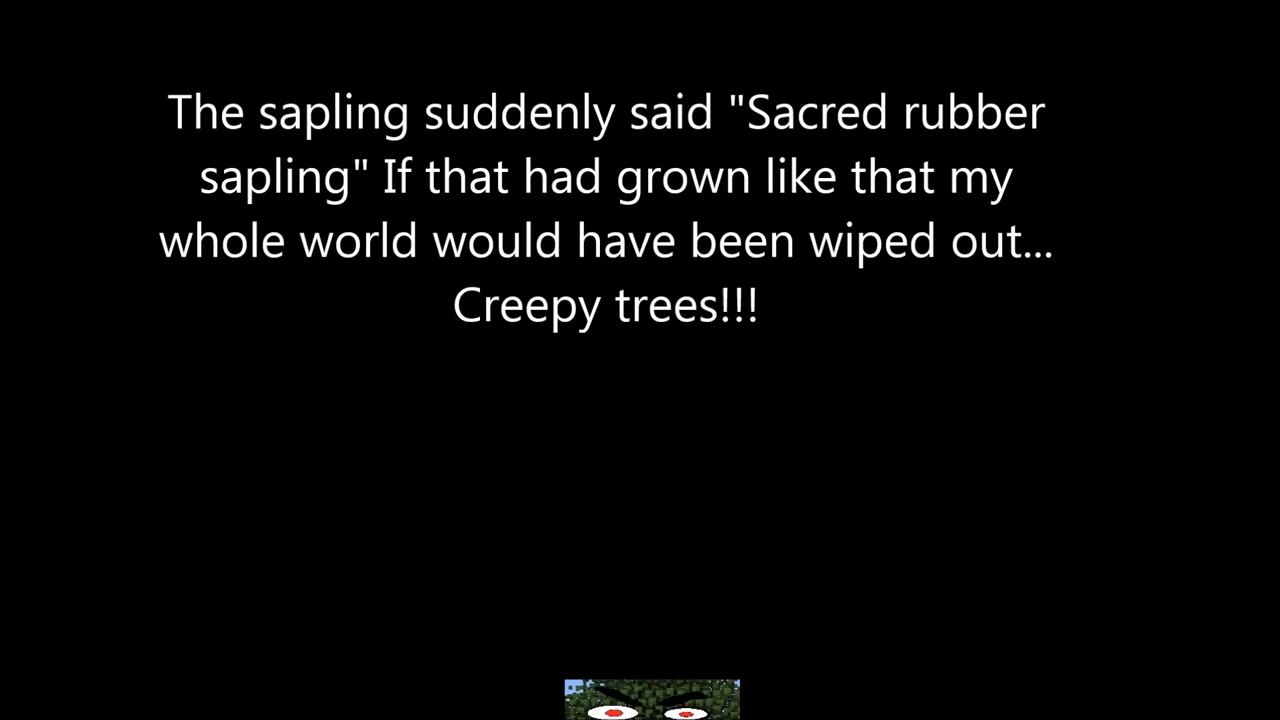 The sapling suddenly said "Sacred rubber
sapling" If that had grown like that my
whole world would have been wiped out...
Creepy trees!!!